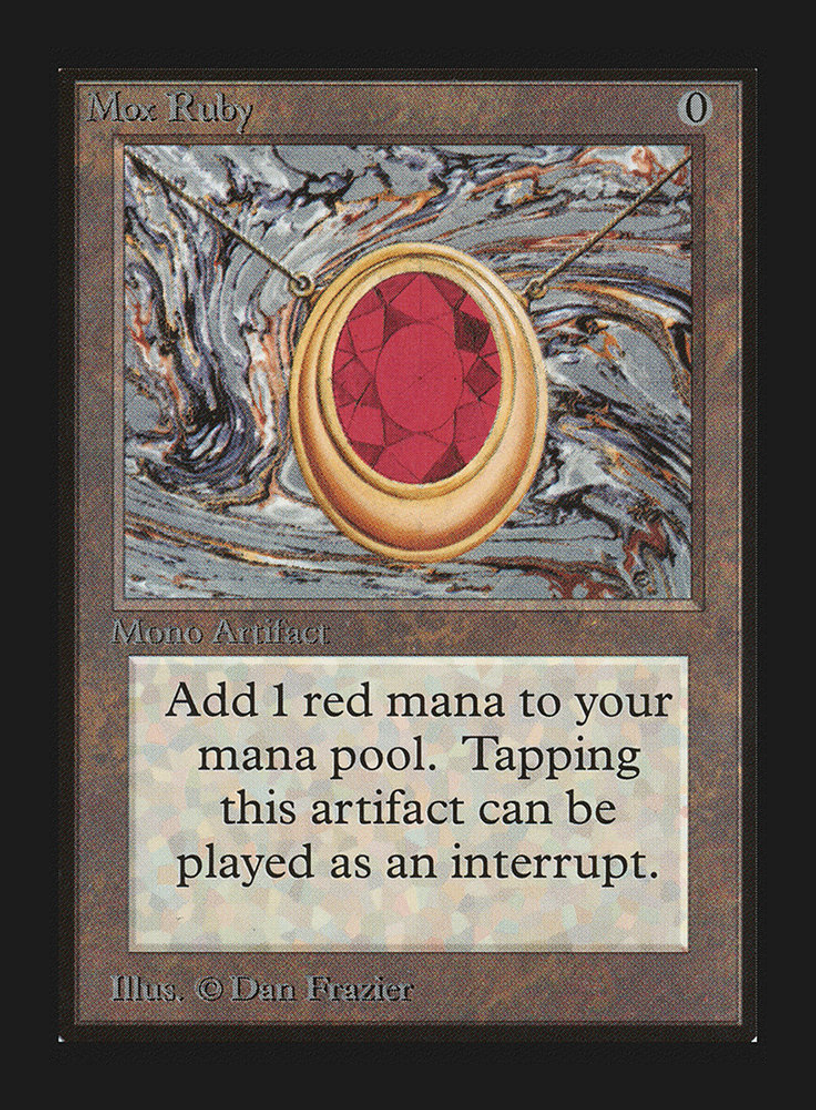 Mox Ruby 0
Mono Artifact
Add 1 red mana to your
mana pool. Tapping
this artifact can be
played as an interrupt.
Illus. © Dan Frazier